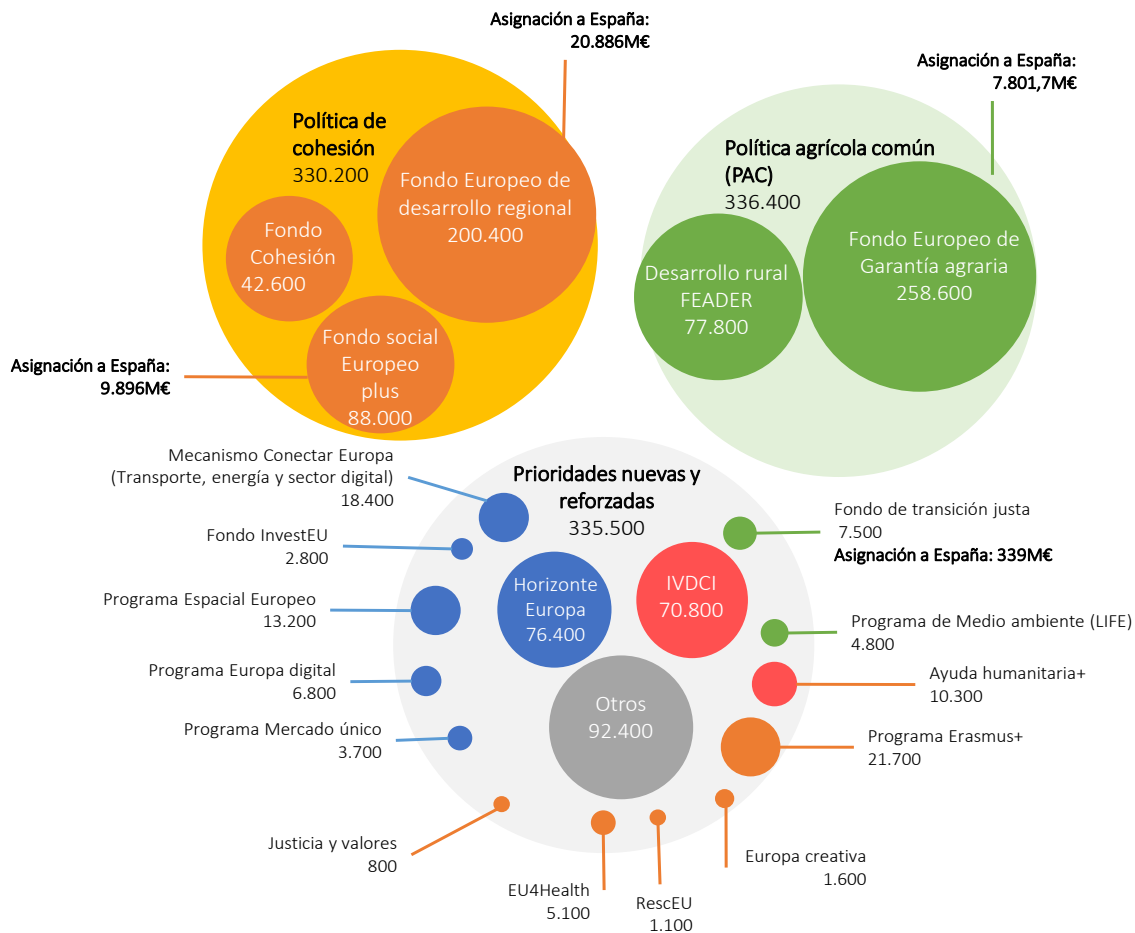 Asignación a España:
20.886M€
Política de
cohesión
330.200
Fondo Europeo de
desarrollo regional
200.400
Fondo
Cohesión
42.600
Fondo social
Europeo
plus
88.000
Asignación a España:
9.896M€
Asignación a España:
7.801,7M€
Política agrícola común
(PAC)
336.400
Fondo Europeo de
Garantía agraria
258.600
Desarrollo rural
FEADER
77.800
Prioridades nuevas y
reforzadas
335.500
Mecanismo Conectar Europa
(Transporte, energía y sector digital)
18.400
Fondo InvestEU
2.800
Programa Espacial Europeo
13.200
Programa Europa digital
6.800
Programa Mercado único
3.700
Justicia y valores
800
EU4Health
5.100
RescEU
1.100
Europa creativa
1.600
Programa Erasmus+
21.700
Ayuda humanitaria+
10.300
Programa de Medio ambiente (LIFE)
4.800
Fondo de transición justa
7.500
Asignación a España: 339M€
Horizonte
Europa
76.400
IVDCI
70.800
Otros
92.400